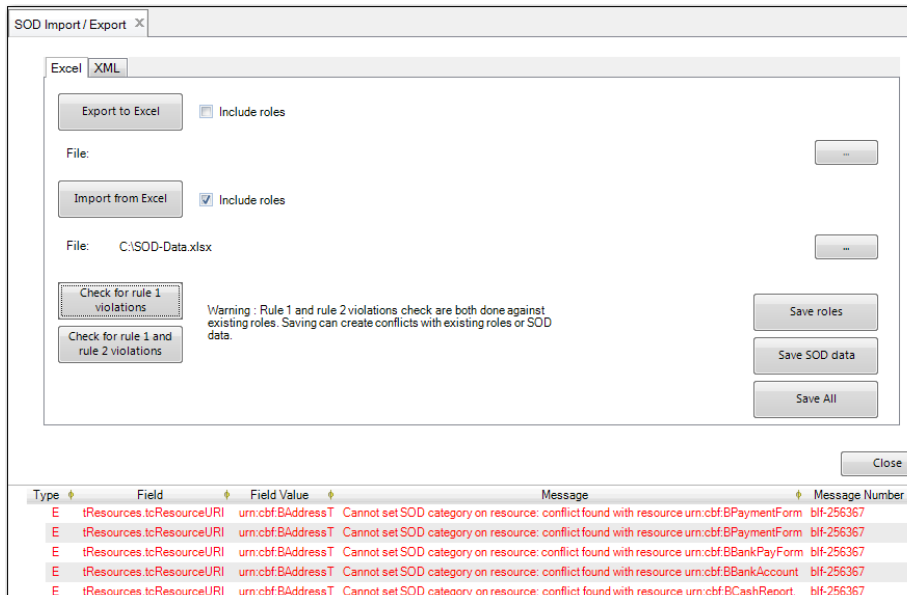 SOD Import / Export X
Excel XML
Export to Excel Include roles
File: ...
Import from Excel Include roles
File: C:\SOD-Data.xlsx ...
Check for rule 1
violations
Warning : Rule 1 and rule 2 violations check are both done against
existing roles. Saving can create conflicts with existing roles or SOD
data.
Save roles
Check for rule 1 and
rule 2 violations
Save SOD data
Save All
Close
Type Field Field Value Message Message Number
E tResources.tcResourceURI urn:cbf:BAddressT Cannot set SOD category on resource: conflict found with resource urn:cbf:BPaymentForm blf-256367
E tResources.tcResourceURI urn:cbf:BAddressT Cannot set SOD category on resource: conflict found with resource urn:cbf:BPaymentForm blf-256367
E tResources.tcResourceURI urn:cbf:BAddressT Cannot set SOD category on resource: conflict found with resource urn:cbf:BBankPayForm blf-256367
E tResources.tcResourceURI urn:cbf:BAddressT Cannot set SOD category on resource: conflict found with resource urn:cbf:BBankAccount blf-256367
E tResources.tcResourceURI urn:cbf:BAddressT Cannot set SOD category on resource: conflict found with resource urn:cbf:BCashReport. blf-256367